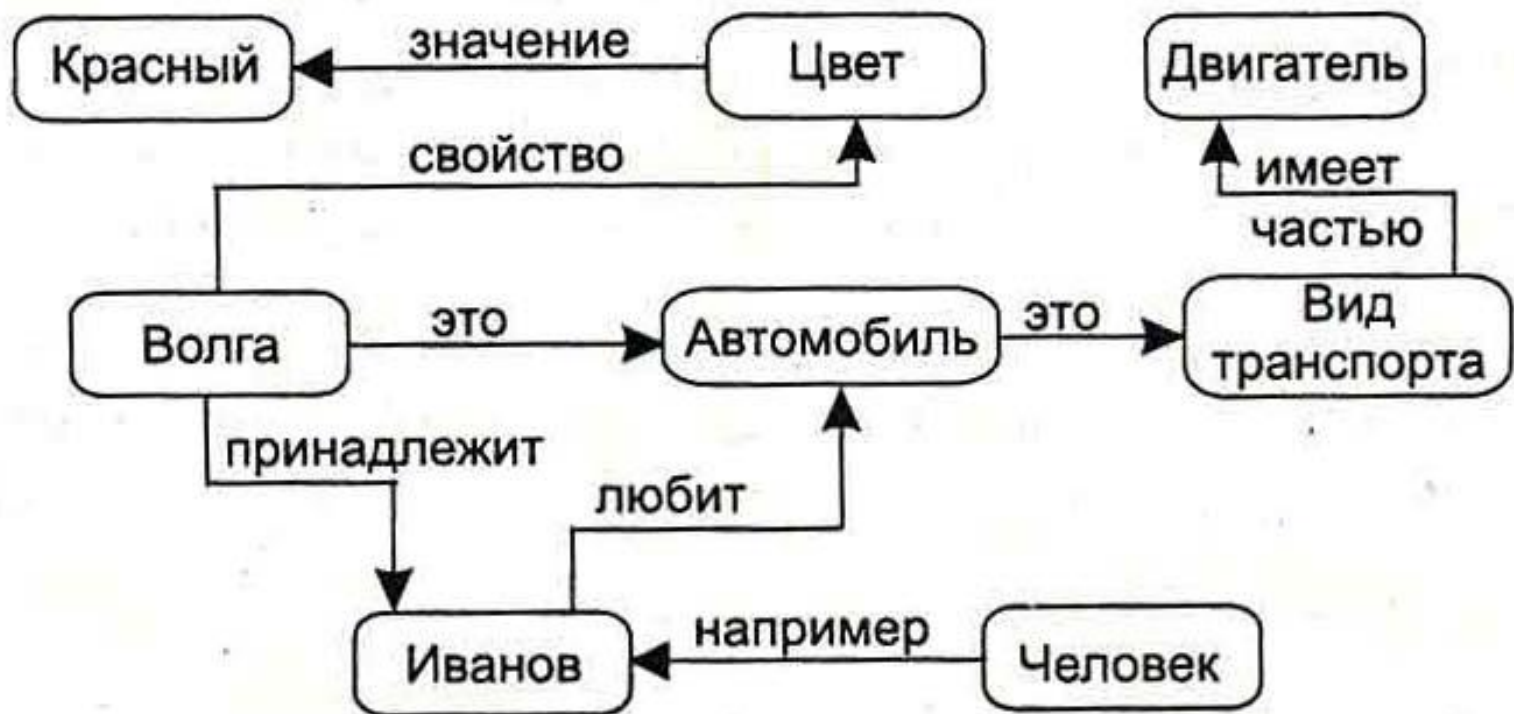 Красный
значение
Цвет
Двигатель
свойство
имеет
частью
Волга
это
Автомобиль
это
Вид
транспорта
принадлежит
любит
Иванов
например
Человек